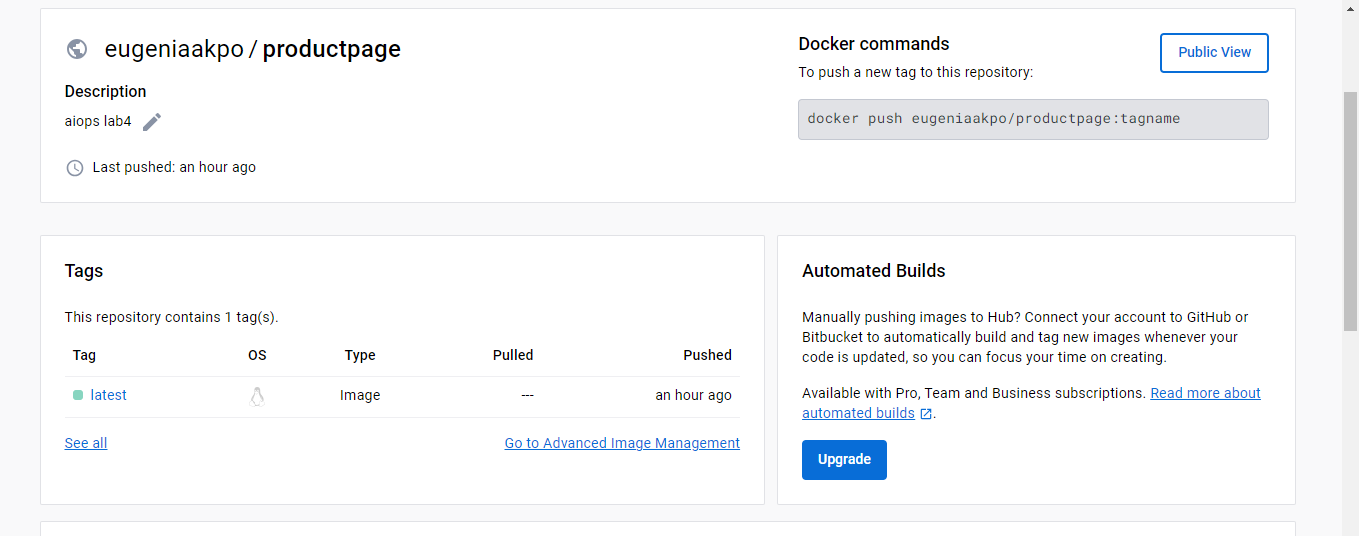 eugeniaakpo / productpage
Description
aiops lab4
Last pushed: an hour ago
Docker commands
Public View
To push a new tag to this repository:
docker push eugeniaakpo/productpage:tagname
Tags
This repository contains 1 tag(s).
Tag OS Type Pulled Pushed
latest Image --- an hour ago
See all Go to Advanced Image Management
Automated Builds
Manually pushing images to Hub? Connect your account to GitHub or
Bitbucket to automatically build and tag new images whenever your
code is updated, so you can focus your time on creating.
Available with Pro, Team and Business subscriptions. Read more about
automated builds .
Upgrade